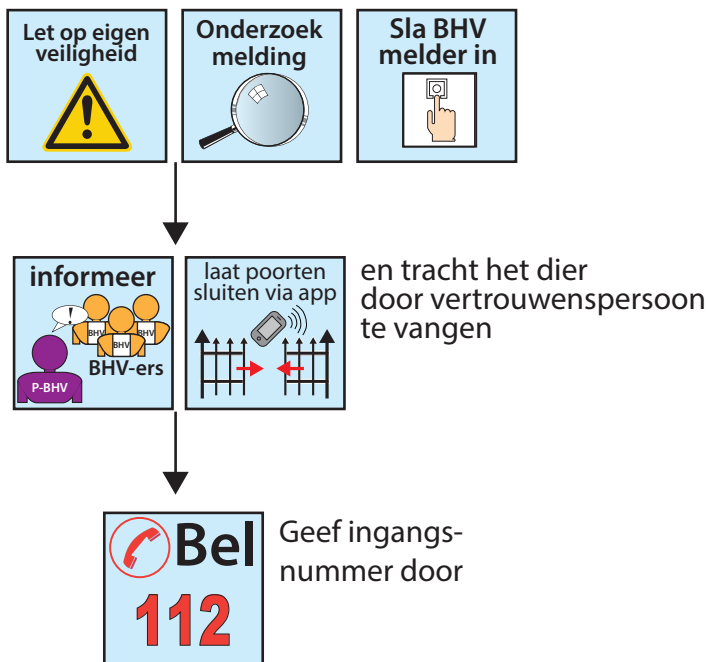 Let op eigen
veiligheid
Onderzoek
melding
Sla BHV
melder in
informeer
!
BHV
BHV
BHV
BHV-ers
P-BHV
laat poorten
sluiten via app
en tracht het dier
door vertrouwenspersoon
te vangen
Bel
112
Geef ingangs-
nummer door